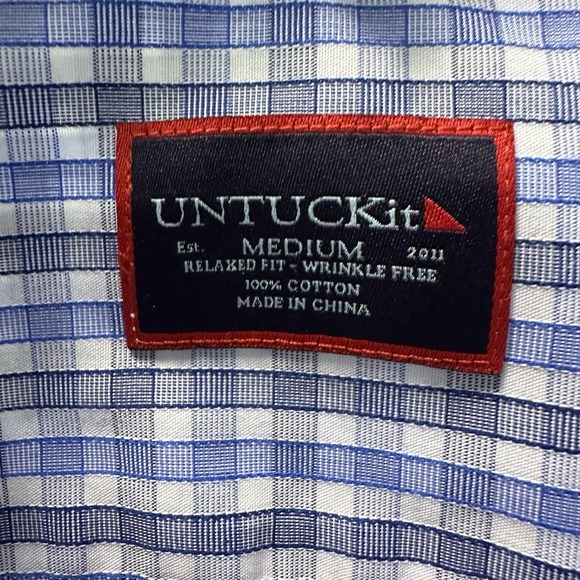 UNTUCKit
Est. MEDIUM 2011
RELAXED FIT - WRINKLE FREE
100% COTTON
MADE IN CHINA